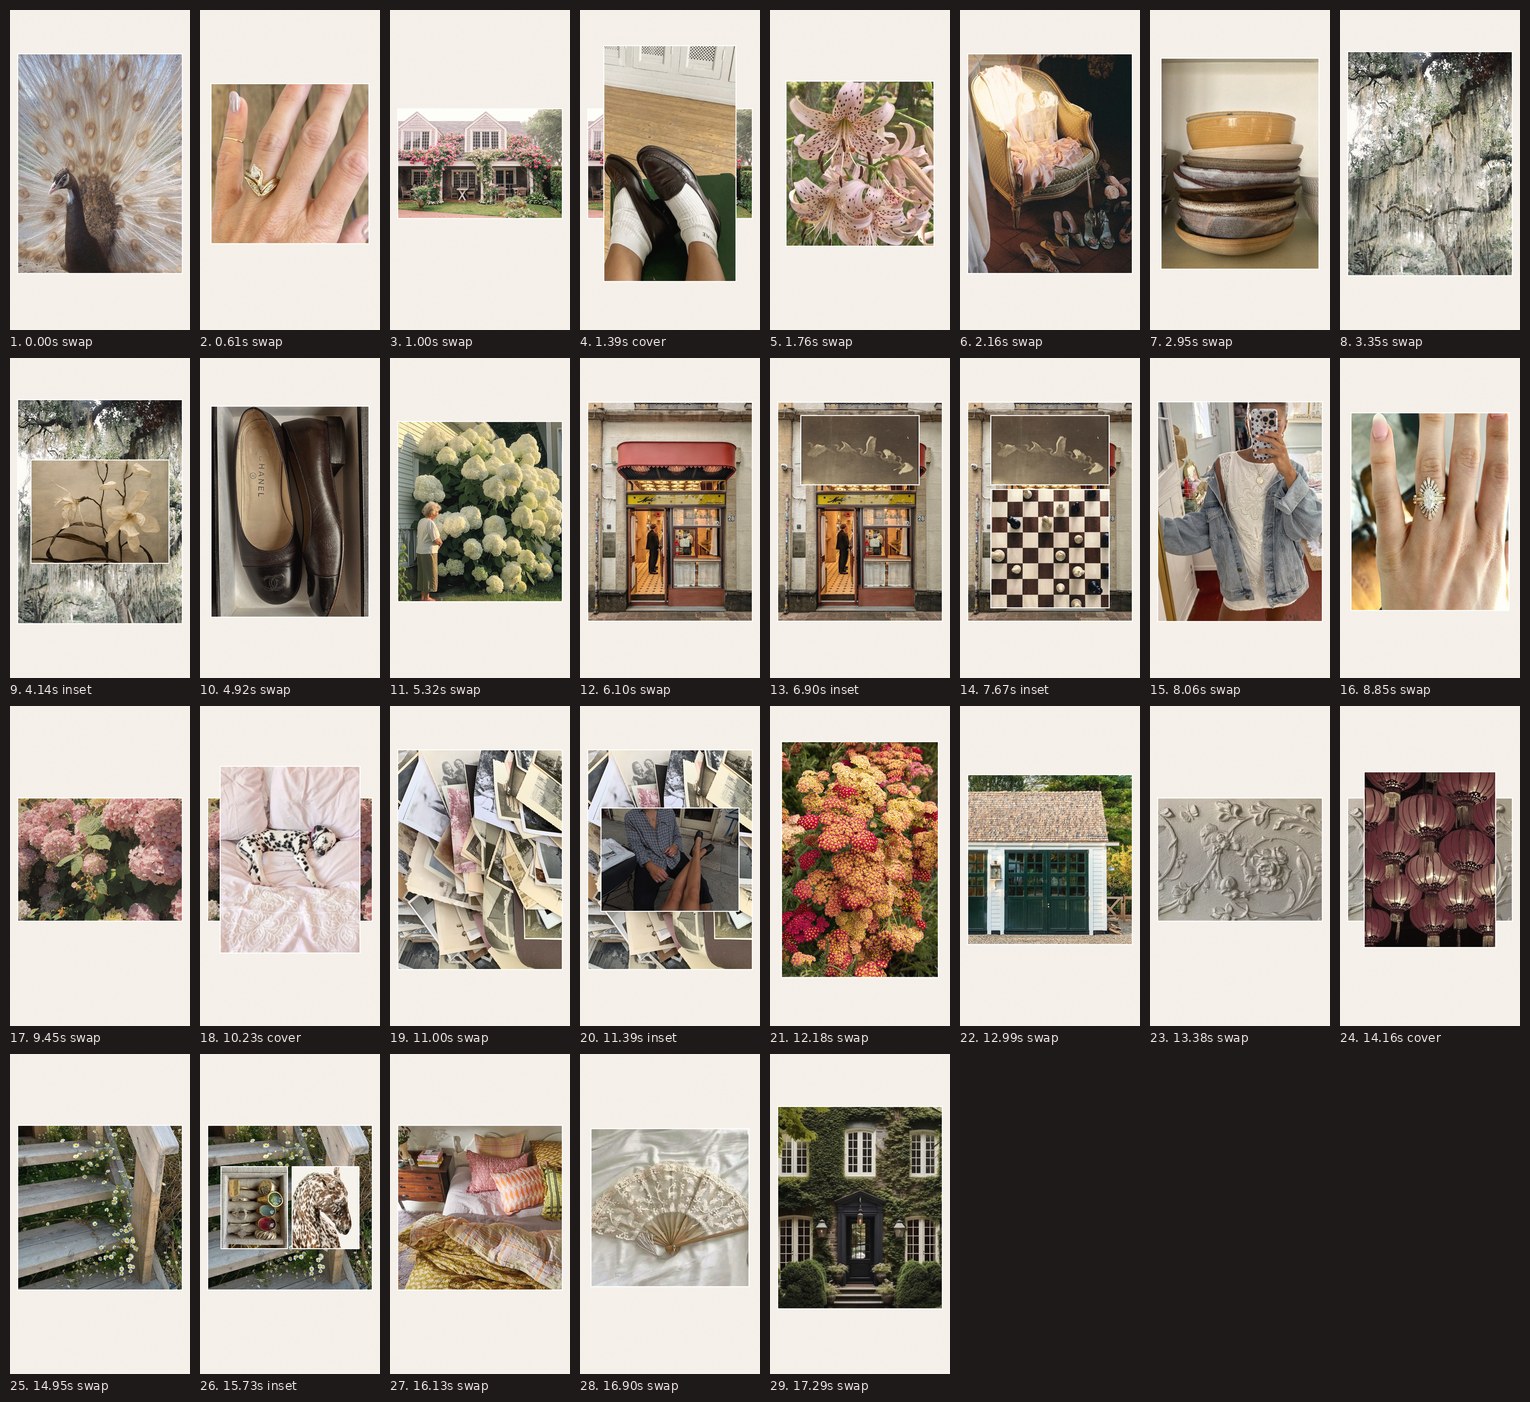 1. 0.00s swap
2. 0.61s swap
3. 1.00s swap
4. 1.39s cover
5. 1.76s swap
6. 2.16s swap
7. 2.95s swap
8. 3.35s swap
HANEL
9. 4.14s inset
10. 4.92s swap
11. 5.32s swap
12. 6.10s swap
13. 6.90s inset
14. 7.67s inset
15. 8.06s swap
16. 8.85s swap
17. 9.45s swap
18. 10.23s cover
19. 11.00s swap
20. 11.39s inset
21. 12.18s swap
22. 12.99s swap
23. 13.38s swap
24. 14.16s cover
25. 14.95s swap
26. 15.73s inset
27. 16.13s swap
28. 16.90s swap
29. 17.29s swap